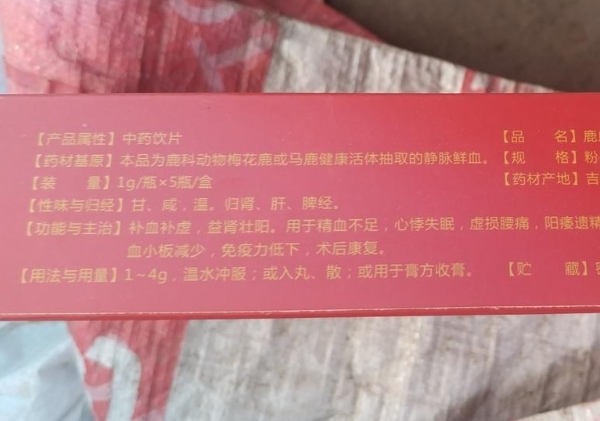 【产品属性】中药饮片
【药材基原】本品为鹿科动物梅花鹿或马鹿健康活体抽取的静脉鲜血。
【装 量】1g/瓶×5瓶/盒
【性味与归经】甘、咸，温。归肾、肝、脾经。
【功能与主治】补血补虚，益肾壮阳。用于精血不足，心悸失眠，虚损腰痛，阳痿遗精
血小板减少，免疫力低下，术后康复。
【用法与用量】1~4g，温水冲服；或入丸、散；或用于膏方收膏。
【品 名】鹿
【规 格】粉
【药材产地】吉
【贮 藏】密